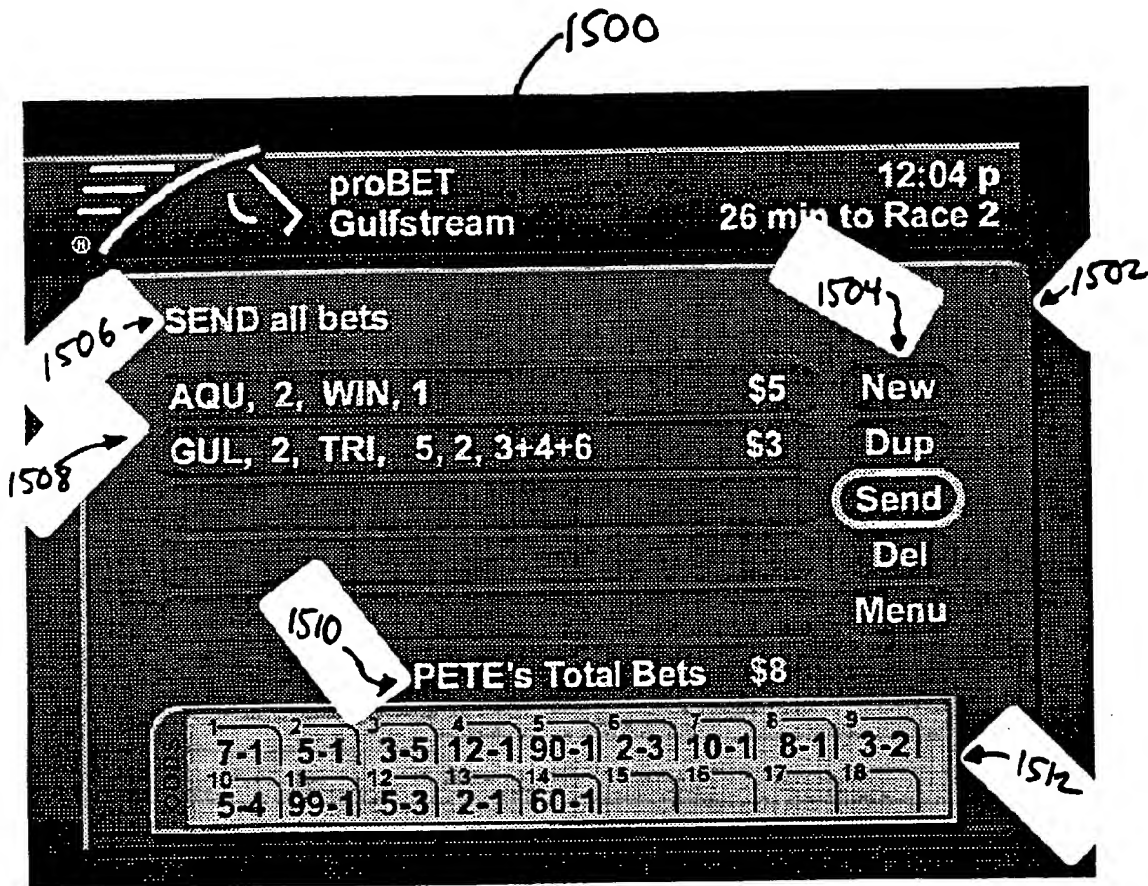 1500
proBET 12:04 p
Gulfstream 26 min to Race 2
®
1502
1504
1506
SEND all bets
AQU, 2, WIN, 1 $5 New
GUL, 2, TRI, 5, 2, 3+4+6 $3 Dup
1508
Send
Del
Menu
1510
PETE's Total Bets $8
ODDS
1 2 3 4 5 6 7 8 9
7-1 5-1 3-5 12-1 90-1 2-3 10-1 8-1 3-2
10 11 12 13 14 15 16 17 18
5-4 99-1 5-3 2-1 60-1
1512